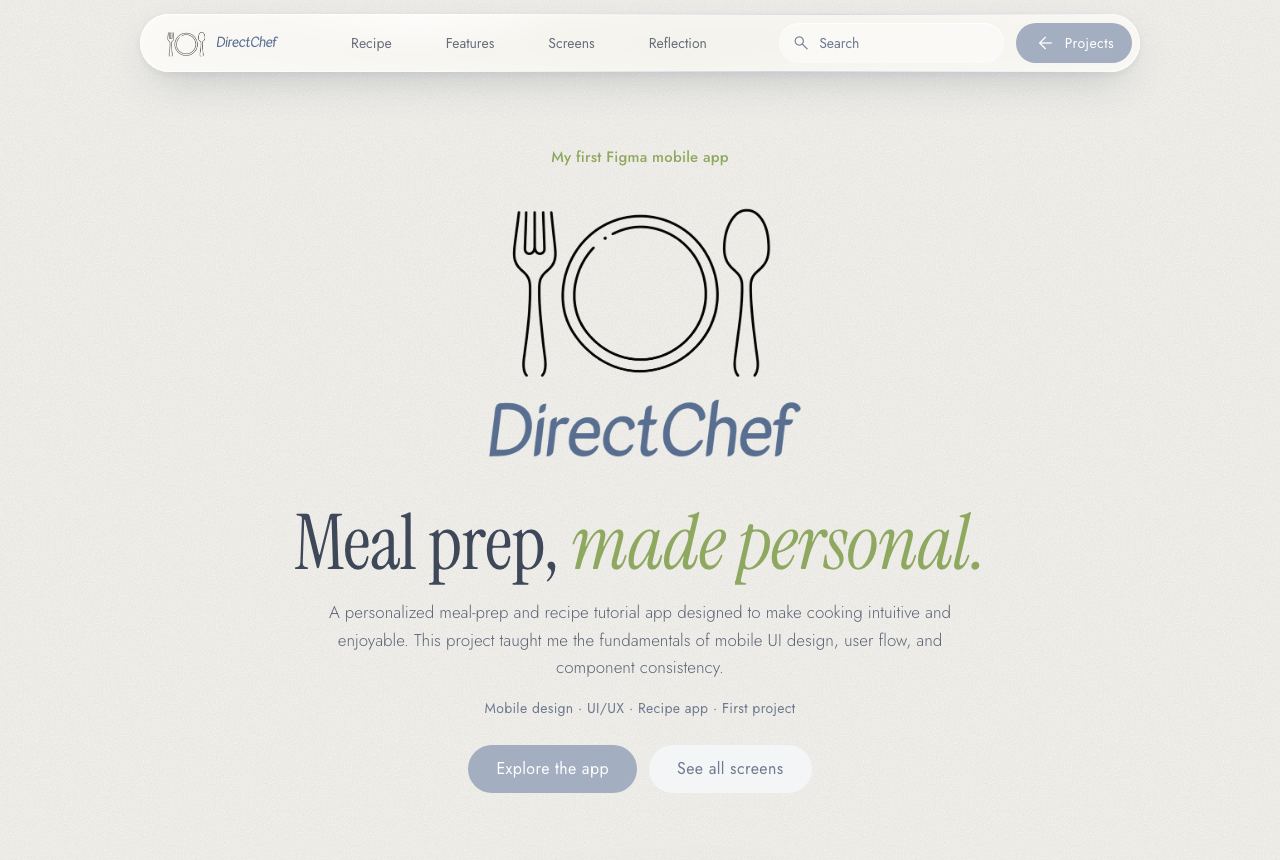 DirectChef
Recipe
Features
Screens
Reflection
Search
Projects
My first Figma mobile app
DirectChef
Meal prep, made personal.
A personalized meal-prep and recipe tutorial app designed to make cooking intuitive and
enjoyable. This project taught me the fundamentals of mobile UI design, user flow, and
component consistency.
Mobile design · UI/UX · Recipe app · First project
Explore the app
See all screens